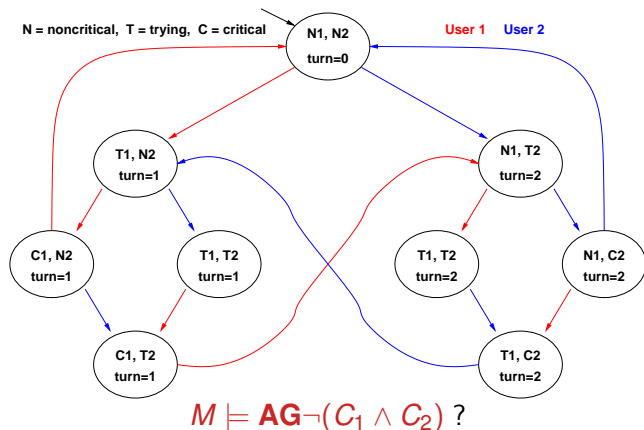 N = noncritical, T = trying, C = critical
User 1 User 2
N1, N2
turn=0
T1, N2
turn=1
N1, T2
turn=2
C1, N2
turn=1
T1, T2
turn=1
T1, T2
turn=2
N1, C2
turn=2
C1, T2
turn=1
T1, C2
turn=2
M ⊨ AG¬(C₁ ∧ C₂) ?